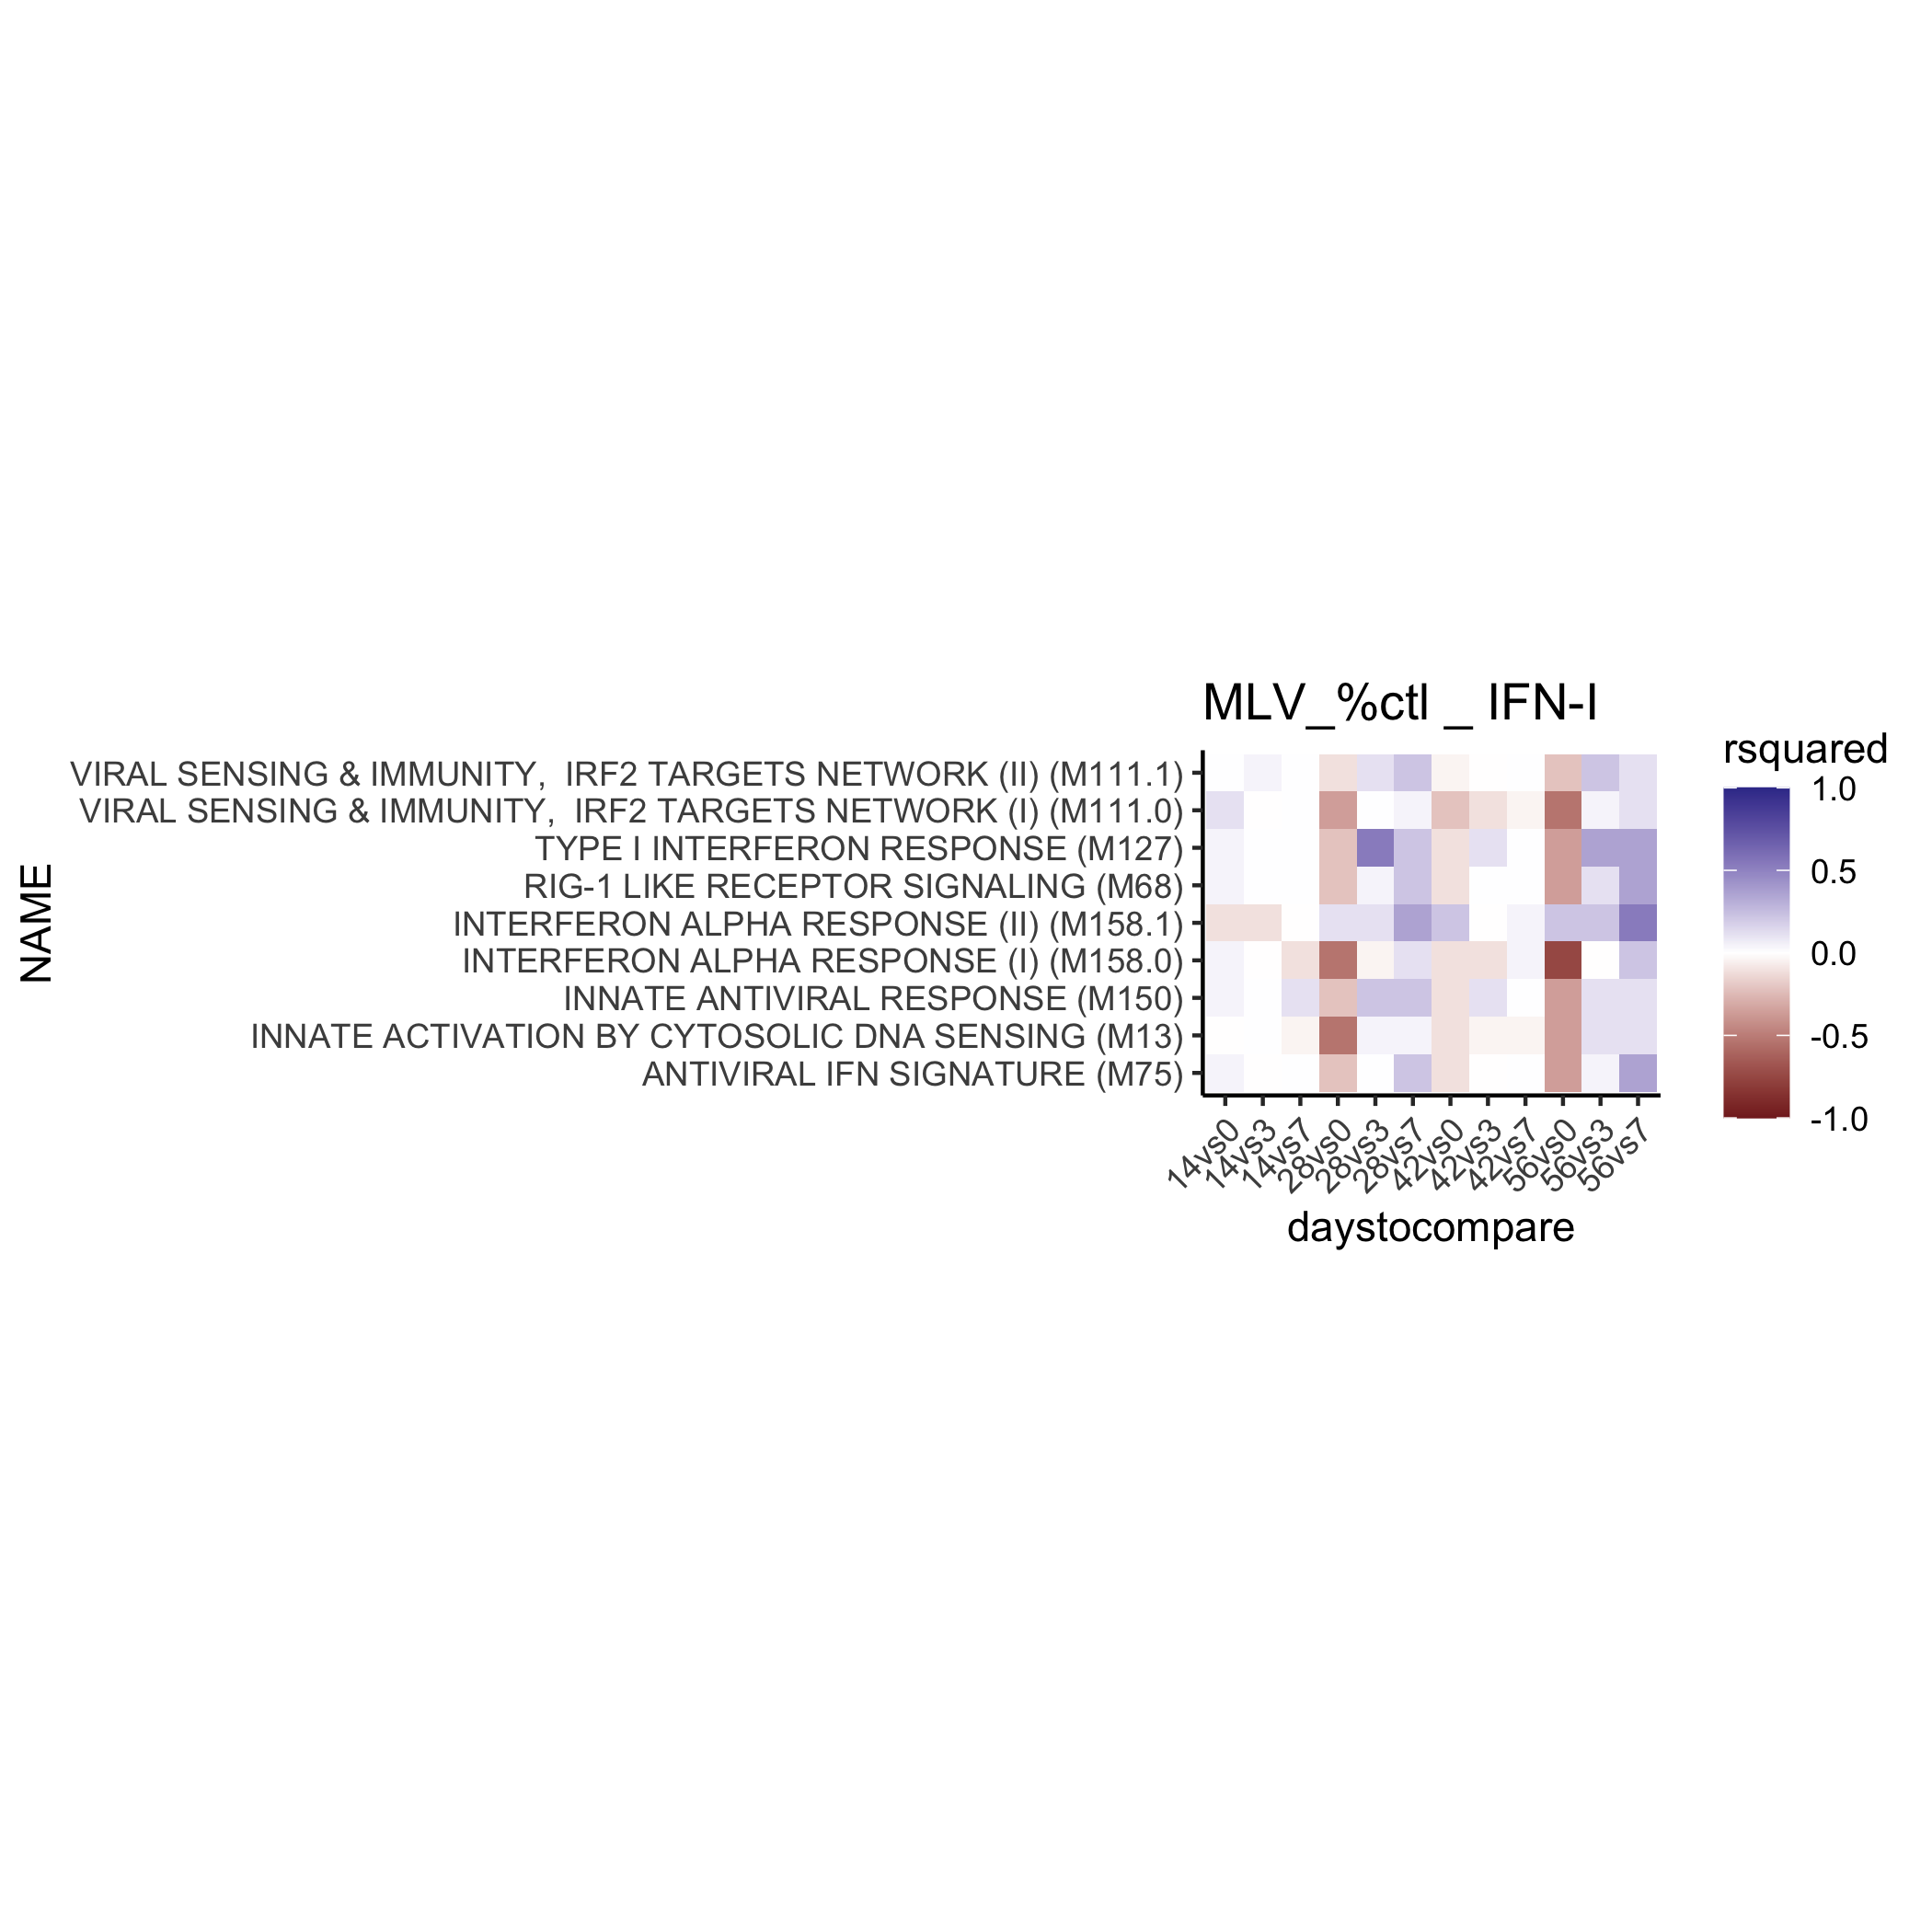 MLV_%ctl _ IFN-I
NAME
VIRAL SENSING & IMMUNITY,  IRF2 TARGETS NETWORK (II) (M111.1)
VIRAL SENSING & IMMUNITY,  IRF2 TARGETS NETWORK (I) (M111.0)
TYPE I INTERFERON RESPONSE (M127)
RIG-1 LIKE RECEPTOR SIGNALING (M68)
INTERFERON ALPHA RESPONSE (II) (M158.1)
INTERFERON ALPHA RESPONSE (I) (M158.0)
INNATE ANTIVIRAL RESPONSE (M150)
INNATE ACTIVATION BY CYTOSOLIC DNA SENSING (M13)
ANTIVIRAL IFN SIGNATURE (M75)
14vs0
14vs3
14vs7
28vs0
28vs3
28vs7
42vs0
42vs3
42vs7
56vs0
56vs3
56vs7
daystocompare
rsquared
1.0
0.5
0.0
-0.5
-1.0